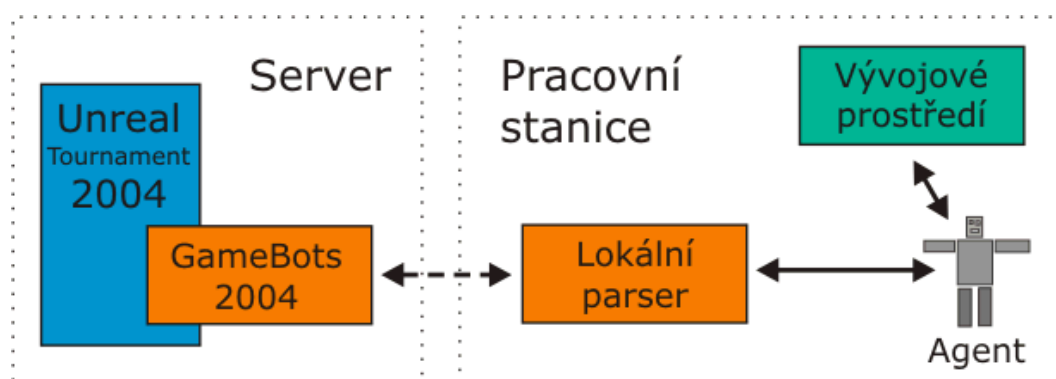 Server
Unreal
Tournament
2004
GameBots
2004
Pracovní
stanice
Lokální
parser
Vývojové
prostředí
Agent